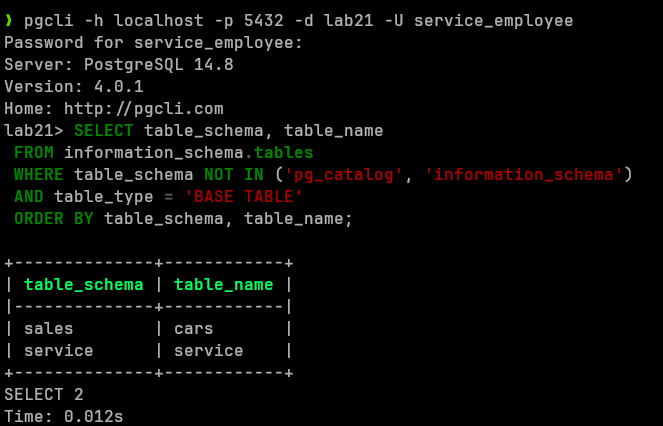 ❯ pgcli -h localhost -p 5432 -d lab21 -U service_employee
Password for service_employee:
Server: PostgreSQL 14.8
Version: 4.0.1
Home: http://pgcli.com
lab21> SELECT table_schema, table_name
 FROM information_schema.tables
 WHERE table_schema NOT IN ('pg_catalog', 'information_schema')
 AND table_type = 'BASE TABLE'
 ORDER BY table_schema, table_name;

+--------------+------------+
| table_schema | table_name |
|--------------+------------|
| sales        | cars       |
| service      | service    |
+--------------+------------+
SELECT 2
Time: 0.012s